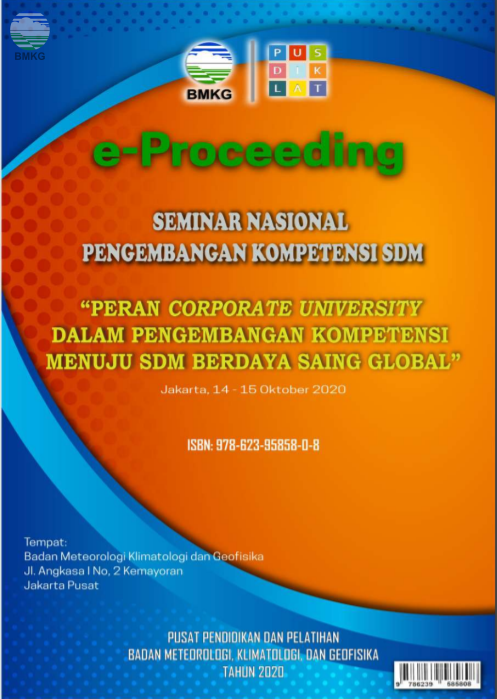 BMKG
BMKG
PUS
DIK
LAT
e-Proceeding
SEMINAR NASIONAL
PENGEMBANGAN KOMPETENSI SDM
“PERAN CORPORATE UNIVERSITY
DALAM PENGEMBANGAN KOMPETENSI
MENUJU SDM BERDAYA SAING GLOBAL”
Jakarta, 14 - 15 Oktober 2020
ISBN: 978-623-95858-0-8
Tempat:
Badan Meteorologi Klimatologi dan Geofisika
Jl. Angkasa I No, 2 Kemayoran
Jakarta Pusat
PUSAT PENDIDIKAN DAN PELATIHAN
BADAN METEOROLOGI, KLIMATOLOGI, DAN GEOFISIKA
TAHUN 2020
9 786239 585808